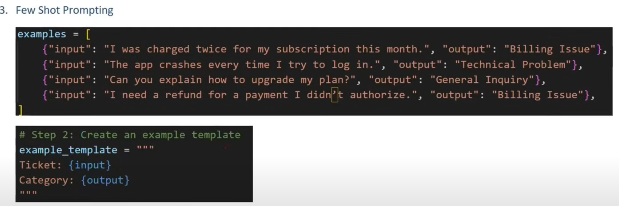 3. Few Shot Prompting
examples = [
{"input": "I was charged twice for my subscription this month.", "output": "Billing Issue"},
{"input": "The app crashes every time I try to log in.", "output": "Technical Problem"},
{"input": "Can you explain how to upgrade my plan?", "output": "General Inquiry"},
{"input": "I need a refund for a payment I didn't authorize.", "output": "Billing Issue"},
]
# Step 2: Create an example template
example_template = """
Ticket: {input}
Category: {output}
"""